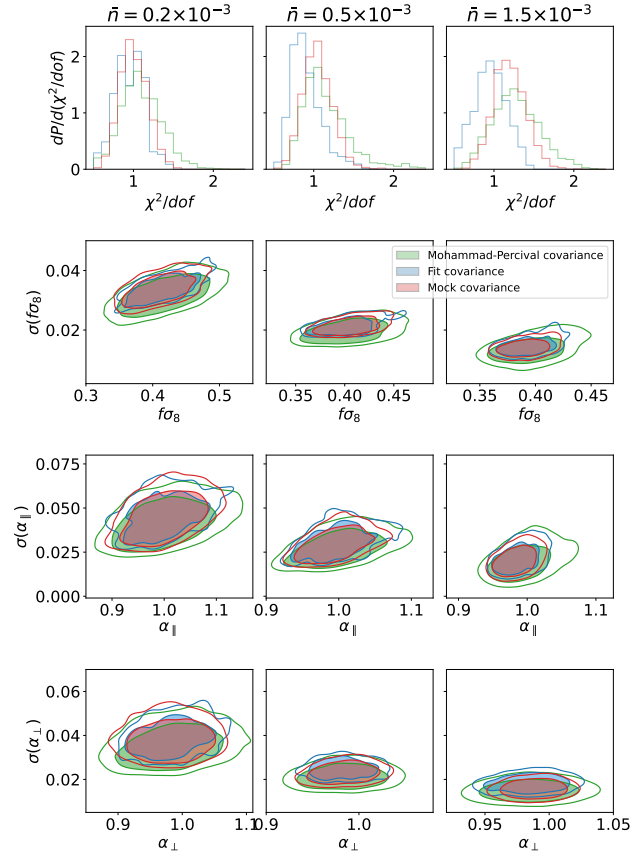 n̄ = 0.2×10⁻³ n̄ = 0.5×10⁻³ n̄ = 1.5×10⁻³
dP/d(χ²/dof)
2
1
0
1 2 1 2 1 2
χ²/dof χ²/dof χ²/dof
Mohammad-Percival covariance
Fit covariance
Mock covariance
σ(fσ₈)
0.04
0.02
0.3 0.4 0.5 0.35 0.40 0.45 0.35 0.40 0.45
fσ₈ fσ₈ fσ₈
σ(α∥)
0.075
0.050
0.025
0.000
0.9 1.0 1.1 0.9 1.0 1.1 0.9 1.0 1.1
α∥ α∥ α∥
σ(α⊥)
0.06
0.04
0.02
0.9 1.0 1.1 0.9 1.0 0.95 1.00 1.05
α⊥ α⊥ α⊥